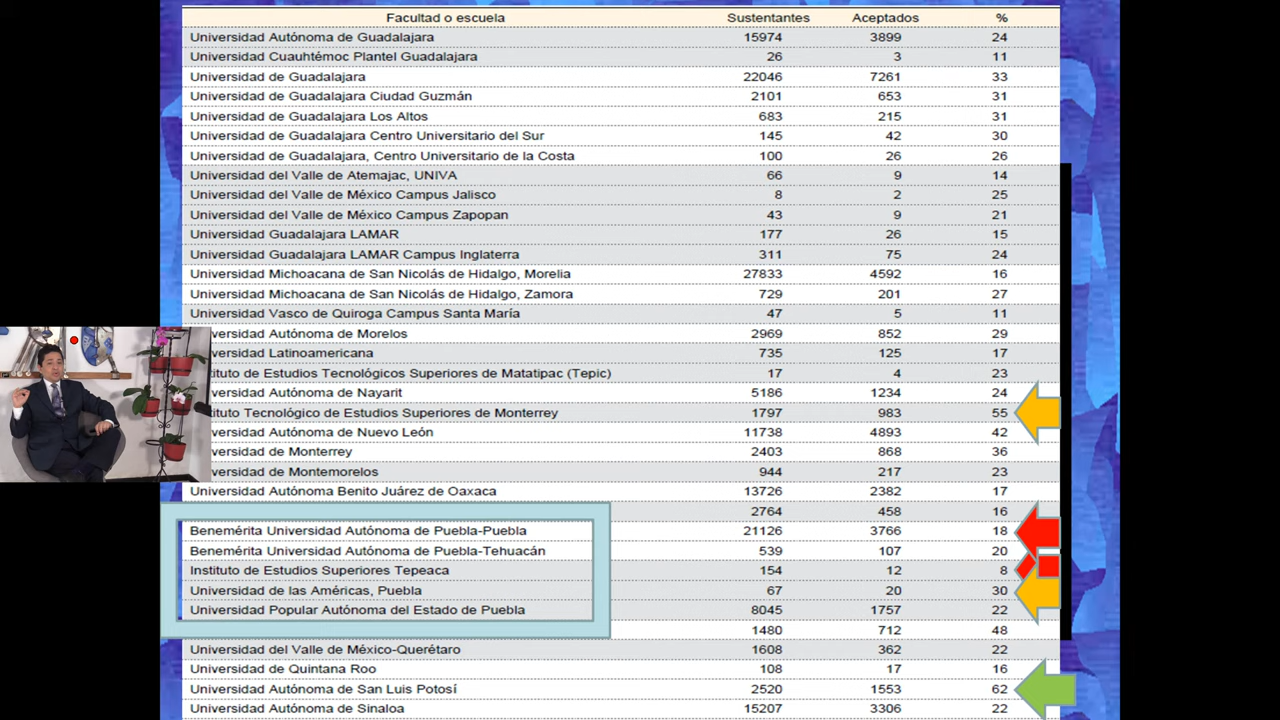 Facultad o escuela Sustentantes Aceptados %
Universidad Autónoma de Guadalajara 15974 3899 24
Universidad Cuauhtémoc Plantel Guadalajara 26 3 11
Universidad de Guadalajara 22046 7261 33
Universidad de Guadalajara Ciudad Guzmán 2101 653 31
Universidad de Guadalajara Los Altos 683 215 31
Universidad de Guadalajara Centro Universitario del Sur 145 42 30
Universidad de Guadalajara, Centro Universitario de la Costa 100 26 26
Universidad del Valle de Atemajac, UNIVA 66 9 14
Universidad del Valle de México Campus Jalisco 8 2 25
Universidad del Valle de México Campus Zapopan 43 9 21
Universidad Guadalajara LAMAR 177 26 15
Universidad Guadalajara LAMAR Campus Inglaterra 311 75 24
Universidad Michoacana de San Nicolás de Hidalgo, Morelia 27833 4592 16
Universidad Michoacana de San Nicolás de Hidalgo, Zamora 729 201 27
Universidad Vasco de Quiroga Campus Santa María 47 5 11
versidad Autónoma de Morelos 2969 852 29
versidad Latinoamericana 735 125 17
tituto de Estudios Tecnológicos Superiores de Matatipac (Tepic) 17 4 23
versidad Autónoma de Nayarit 5186 1234 24
tituto Tecnológico de Estudios Superiores de Monterrey 1797 983 55
versidad Autónoma de Nuevo León 11738 4893 42
versidad de Monterrey 2403 868 36
versidad de Montemorelos 944 217 23
Universidad Autónoma Benito Juárez de Oaxaca 13726 2382 17
2764 458 16
Benemérita Universidad Autónoma de Puebla-Puebla 21126 3766 18
Benemérita Universidad Autónoma de Puebla-Tehuacán 539 107 20
Instituto de Estudios Superiores Tepeaca 154 12 8
Universidad de las Américas, Puebla 67 20 30
Universidad Popular Autónoma del Estado de Puebla 8045 1757 22
1480 712 48
Universidad del Valle de México-Querétaro 1608 362 22
Universidad de Quintana Roo 108 17 16
Universidad Autónoma de San Luis Potosí 2520 1553 62
Universidad Autónoma de Sinaloa 15207 3306 22